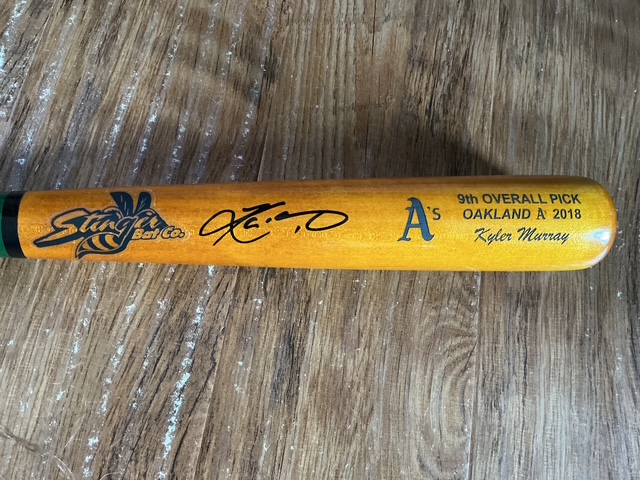 Stinger
Bat Co.
A's
9th OVERALL PICK
OAKLAND A's 2018
Kyler Murray